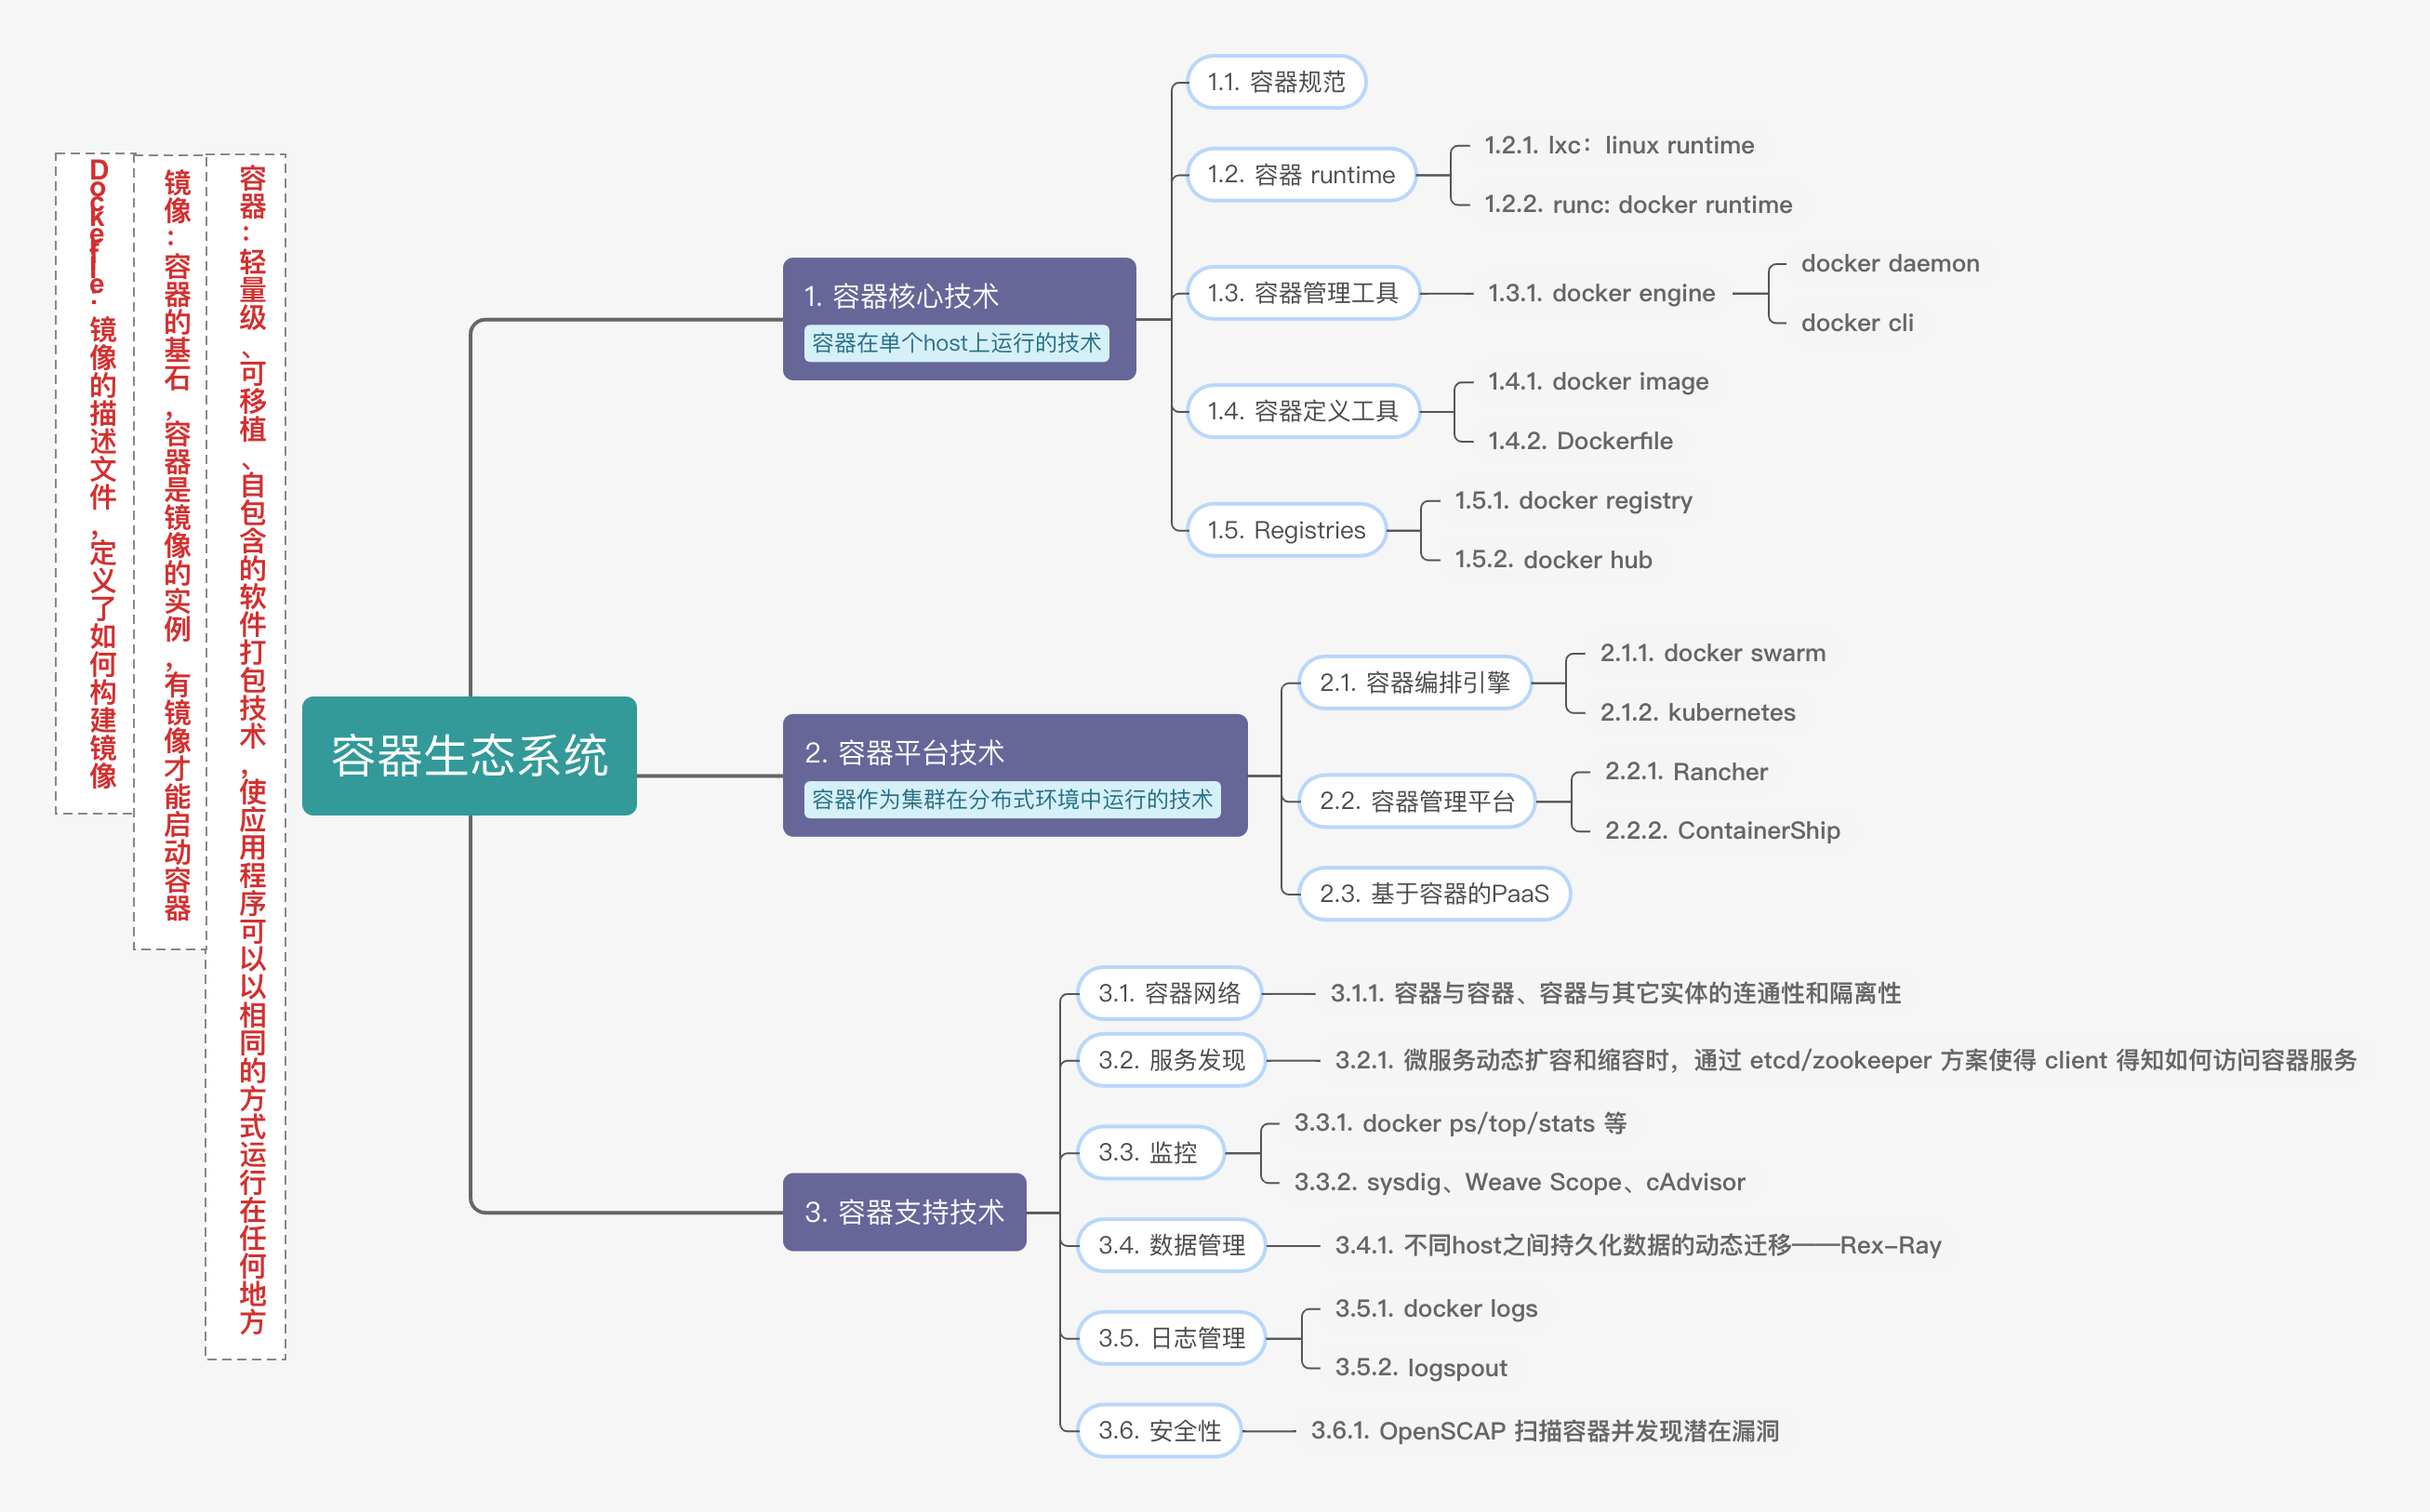 容器：轻量级、可移植、自包含的软件打包技术，使应用程序可以以相同的方式运行在任何地方
镜像：容器的基石，容器是镜像的实例，有镜像才能启动容器
Dockerfile：镜像的描述文件，定义了如何构建镜像
容器生态系统
1. 容器核心技术
容器在单个host上运行的技术
1.1. 容器规范
1.2. 容器 runtime
1.2.1. lxc：linux runtime
1.2.2. runc: docker runtime
1.3. 容器管理工具
1.3.1. docker engine
docker daemon
docker cli
1.4. 容器定义工具
1.4.1. docker image
1.4.2. Dockerfile
1.5. Registries
1.5.1. docker registry
1.5.2. docker hub
2. 容器平台技术
容器作为集群在分布式环境中运行的技术
2.1. 容器编排引擎
2.1.1. docker swarm
2.1.2. kubernetes
2.2. 容器管理平台
2.2.1. Rancher
2.2.2. ContainerShip
2.3. 基于容器的PaaS
3. 容器支持技术
3.1. 容器网络
3.1.1. 容器与容器、容器与其它实体的连通性和隔离性
3.2. 服务发现
3.2.1. 微服务动态扩容和缩容时，通过 etcd/zookeeper 方案使得 client 得知如何访问容器服务
3.3. 监控
3.3.1. docker ps/top/stats 等
3.3.2. sysdig、Weave Scope、cAdvisor
3.4. 数据管理
3.4.1. 不同host之间持久化数据的动态迁移——Rex-Ray
3.5. 日志管理
3.5.1. docker logs
3.5.2. logspout
3.6. 安全性
3.6.1. OpenSCAP 扫描容器并发现潜在漏洞